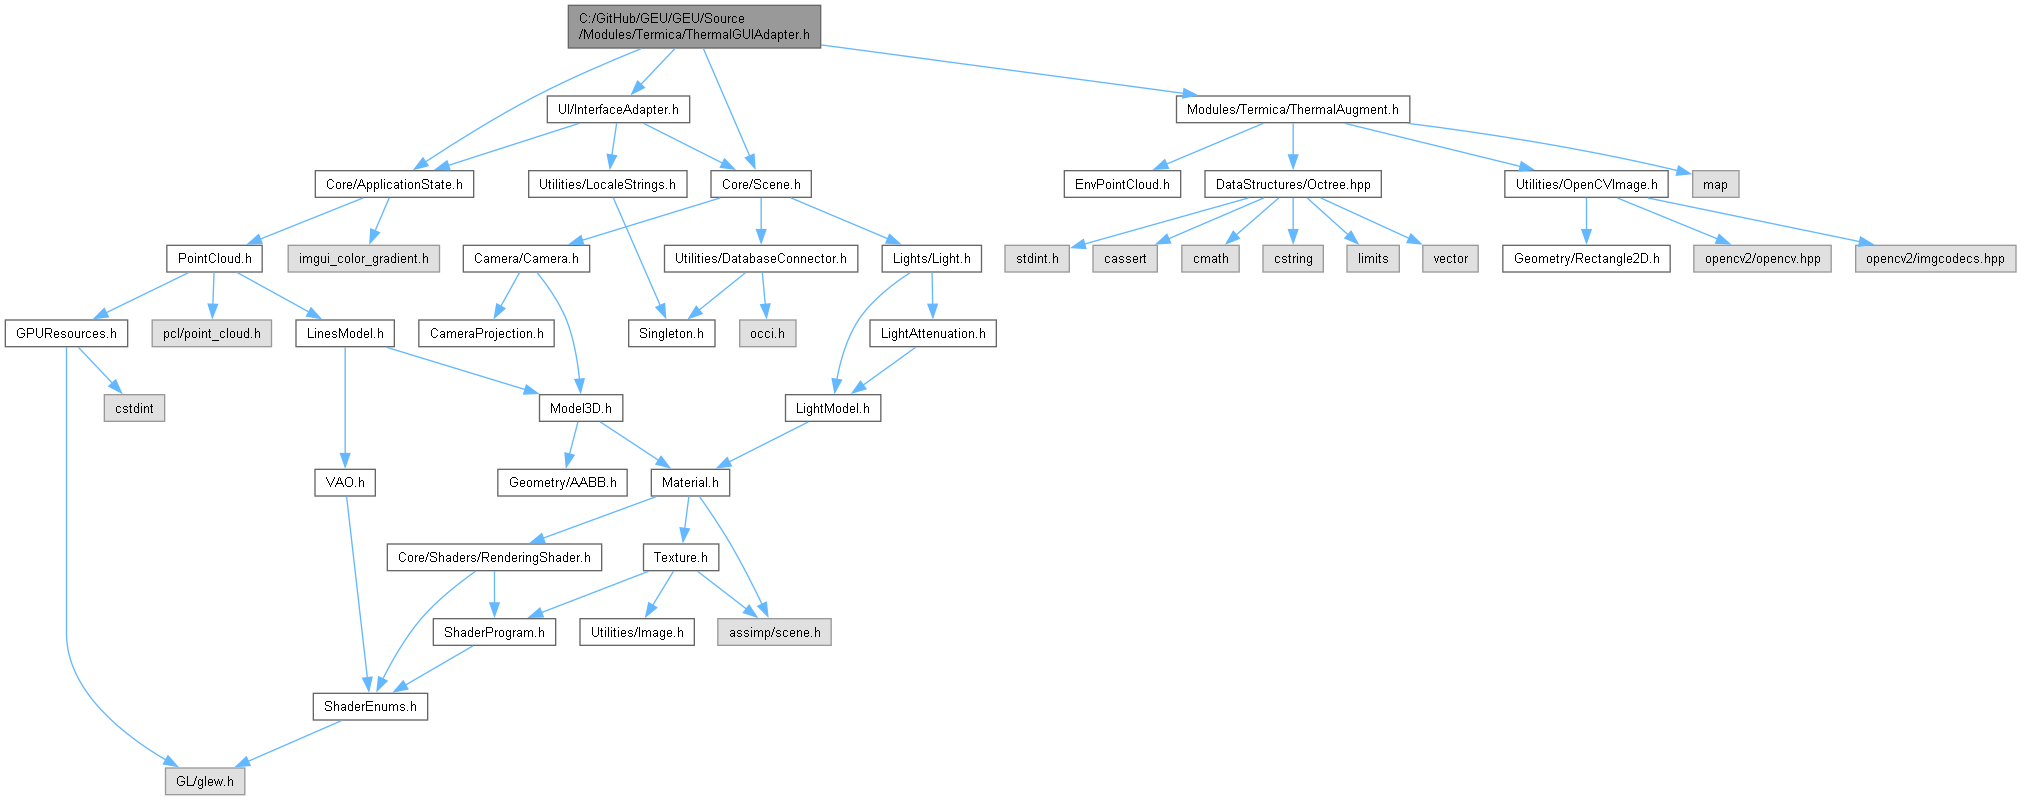 C:/GitHub/GEU/GEU/Source
/Modules/Termica/ThermalGUIAdapter.h
UI/InterfaceAdapter.h
Modules/Termica/ThermalAugment.h
Core/ApplicationState.h
Utilities/LocaleStrings.h
Core/Scene.h
EnvPointCloud.h
DataStructures/Octree.hpp
Utilities/OpenCVImage.h
map
PointCloud.h
imgui_color_gradient.h
Camera/Camera.h
Utilities/DatabaseConnector.h
Lights/Light.h
stdint.h
cassert
cmath
cstring
limits
vector
Geometry/Rectangle2D.h
opencv2/opencv.hpp
opencv2/imgcodecs.hpp
GPUResources.h
pcl/point_cloud.h
LinesModel.h
CameraProjection.h
Singleton.h
occi.h
LightAttenuation.h
cstdint
Model3D.h
LightModel.h
VAO.h
Geometry/AABB.h
Material.h
Core/Shaders/RenderingShader.h
Texture.h
ShaderProgram.h
Utilities/Image.h
assimp/scene.h
ShaderEnums.h
GL/glew.h